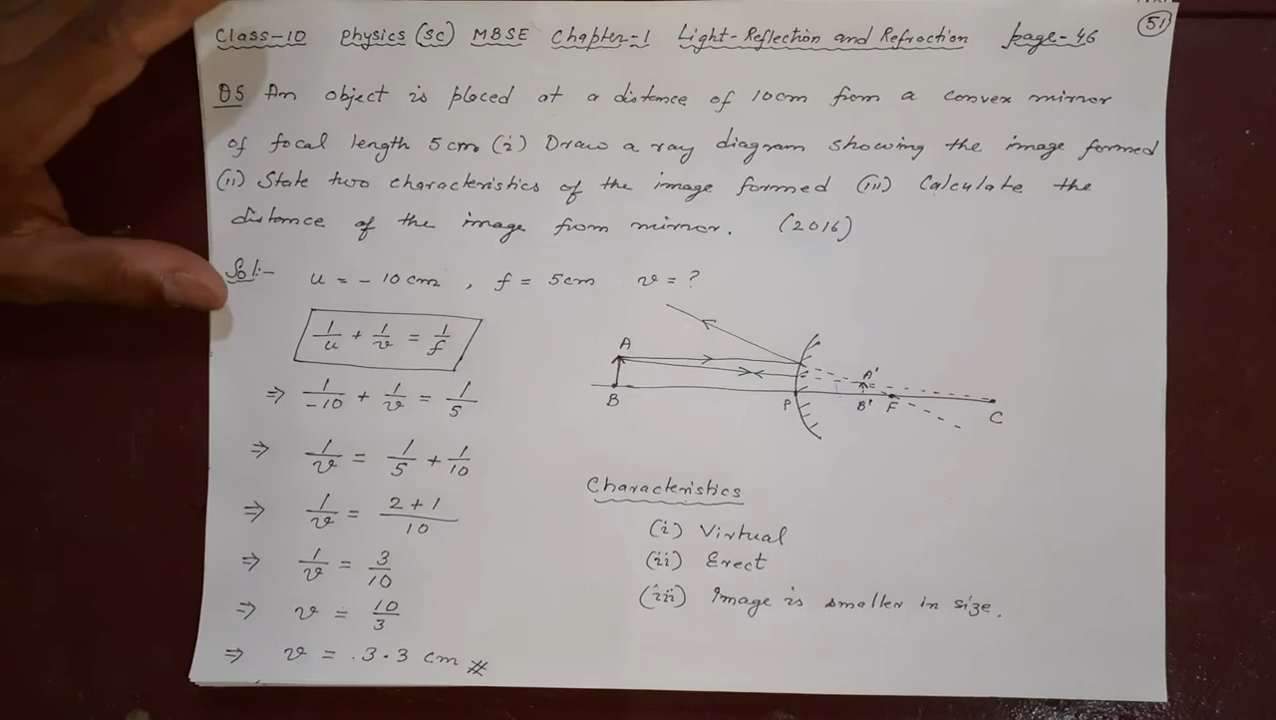 51
Class-10 Physics (SC) MBSE Chapter-1 Light-Reflection and Refraction page-46
Q5 An object is placed at a distance of 10cm from a convex mirror
of focal length 5cm (i) Draw a ray diagram showing the image formed
(ii) State two characteristics of the image formed (iii) Calculate the
distance of the image from mirror. (2016)
Sol:- u = -10cm, f = 5cm v = ?
1/u + 1/v = 1/f
⇒ 1/-10 + 1/v = 1/5
⇒ 1/v = 1/5 + 1/10
⇒ 1/v = 2+1/10
⇒ 1/v = 3/10
⇒ v = 10/3
⇒ v = 3.3 cm #
A A'
B P B' F C
Characteristics
(i) Virtual
(ii) Erect
(iii) Image is smaller in size.